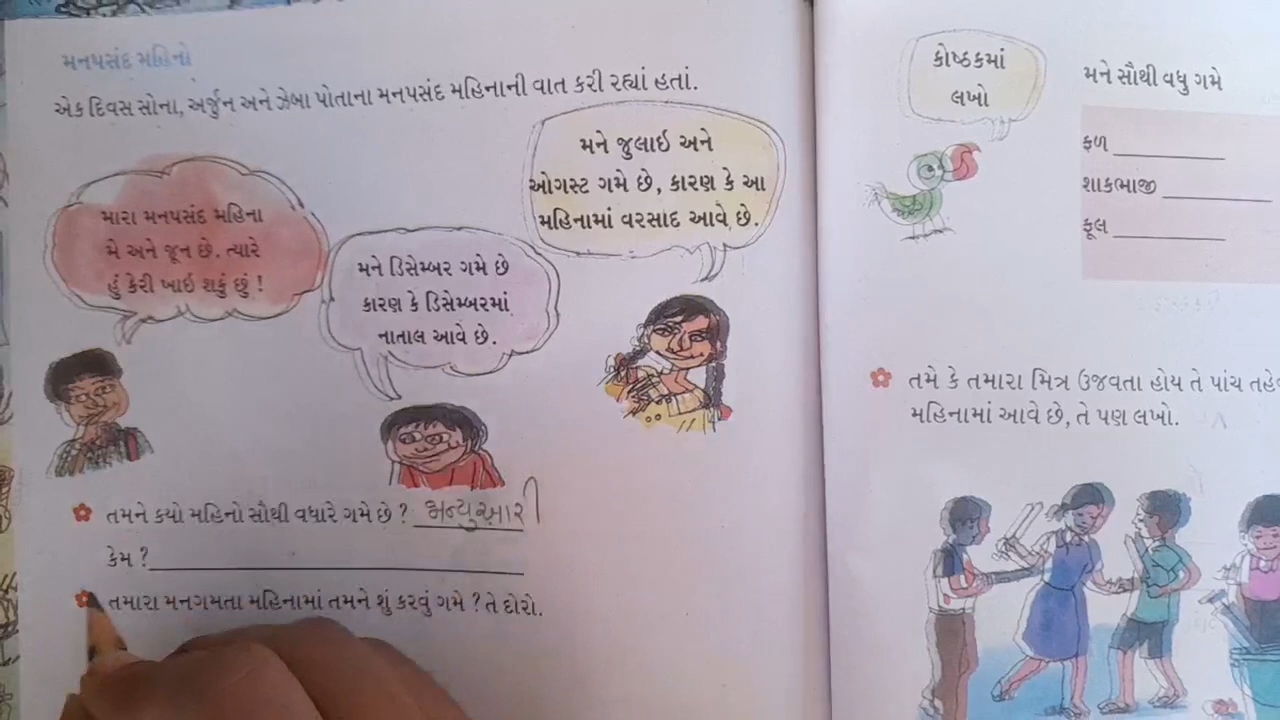 મનપસંદ મહિનો
એક દિવસ સોના, અર્જુન અને ઝેબા પોતાના મનપસંદ મહિનાની વાત કરી રહ્યાં હતાં.
મારા મનપસંદ મહિના
મે અને જૂન છે. ત્યારે
હું કેરી ખાઈ શકું છું !
મને ડિસેમ્બર ગમે છે
કારણ કે ડિસેમ્બરમાં
નાતાલ આવે છે.
મને જુલાઈ અને
ઓગસ્ટ ગમે છે, કારણ કે આ
મહિનામાં વરસાદ આવે છે.
તમને કયો મહિનો સૌથી વધારે ગમે છે ? જાન્યુઆરી
કેમ ?
તમારા મનગમતા મહિનામાં તમને શું કરવું ગમે ? તે દોરો.
કોષ્ઠકમાં
લખો
મને સૌથી વધુ ગમે
ફળ
શાકભાજી
ફૂલ
તમે કે તમારા મિત્ર ઉજવતા હોય તે પાંચ
મહિનામાં આવે છે, તે પણ લખો.